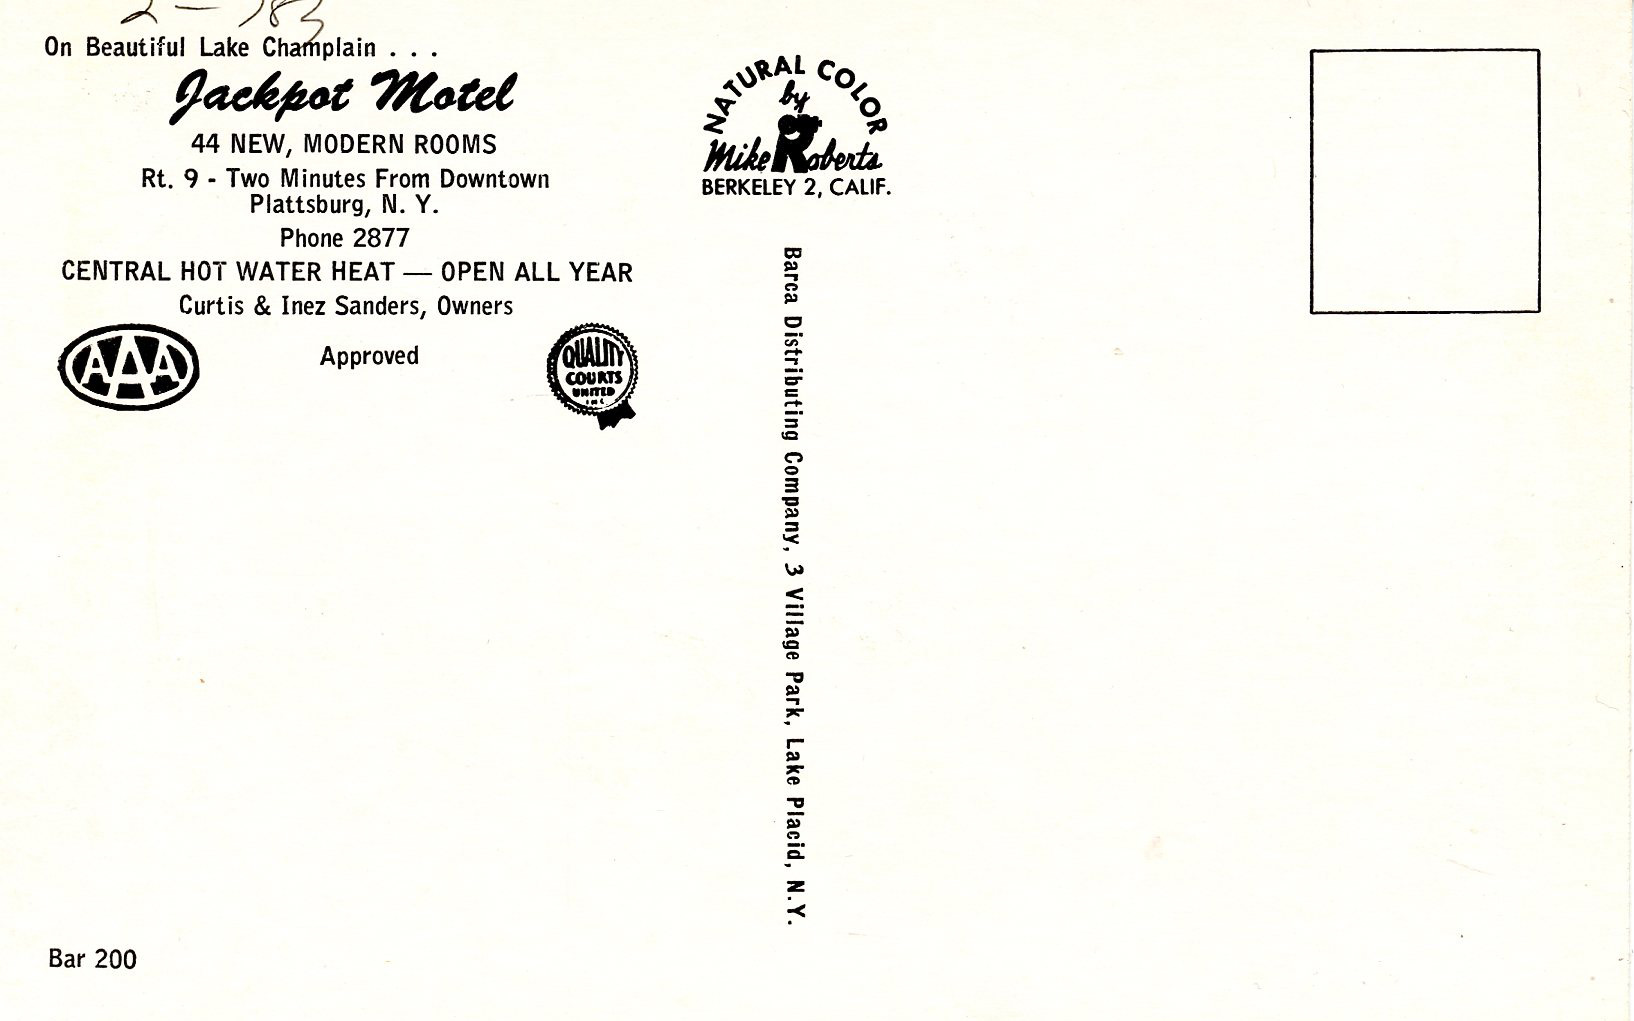 On Beautiful Lake Champlain . . .
Jackpot Motel
44 NEW, MODERN ROOMS
Rt. 9 - Two Minutes From Downtown
Plattsburg, N. Y.
Phone 2877
CENTRAL HOT WATER HEAT — OPEN ALL YEAR
Curtis & Inez Sanders, Owners
AAA
Approved
QUALITY
COURTS
UNITED
INC
Bar 200
NATURAL COLOR
by
Mike Roberts
BERKELEY 2, CALIF.
Barca Distributing Company, 3 Village Park, Lake Placid, N.Y.